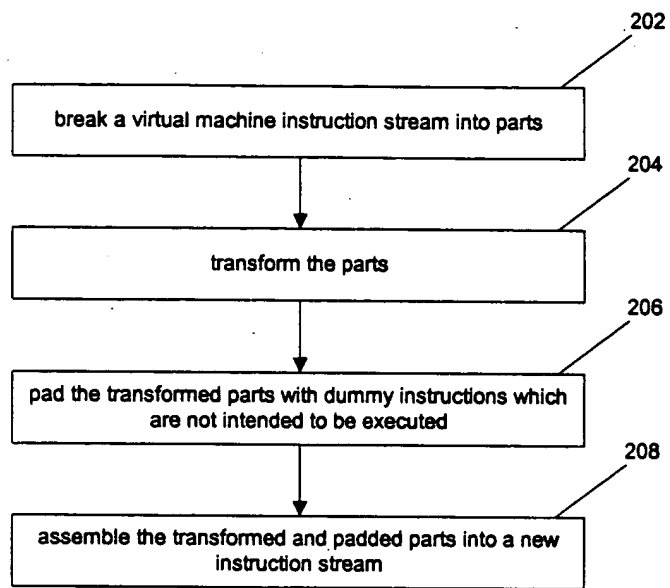 202
break a virtual machine instruction stream into parts
204
transform the parts
206
pad the transformed parts with dummy instructions which
are not intended to be executed
208
assemble the transformed and padded parts into a new
instruction stream